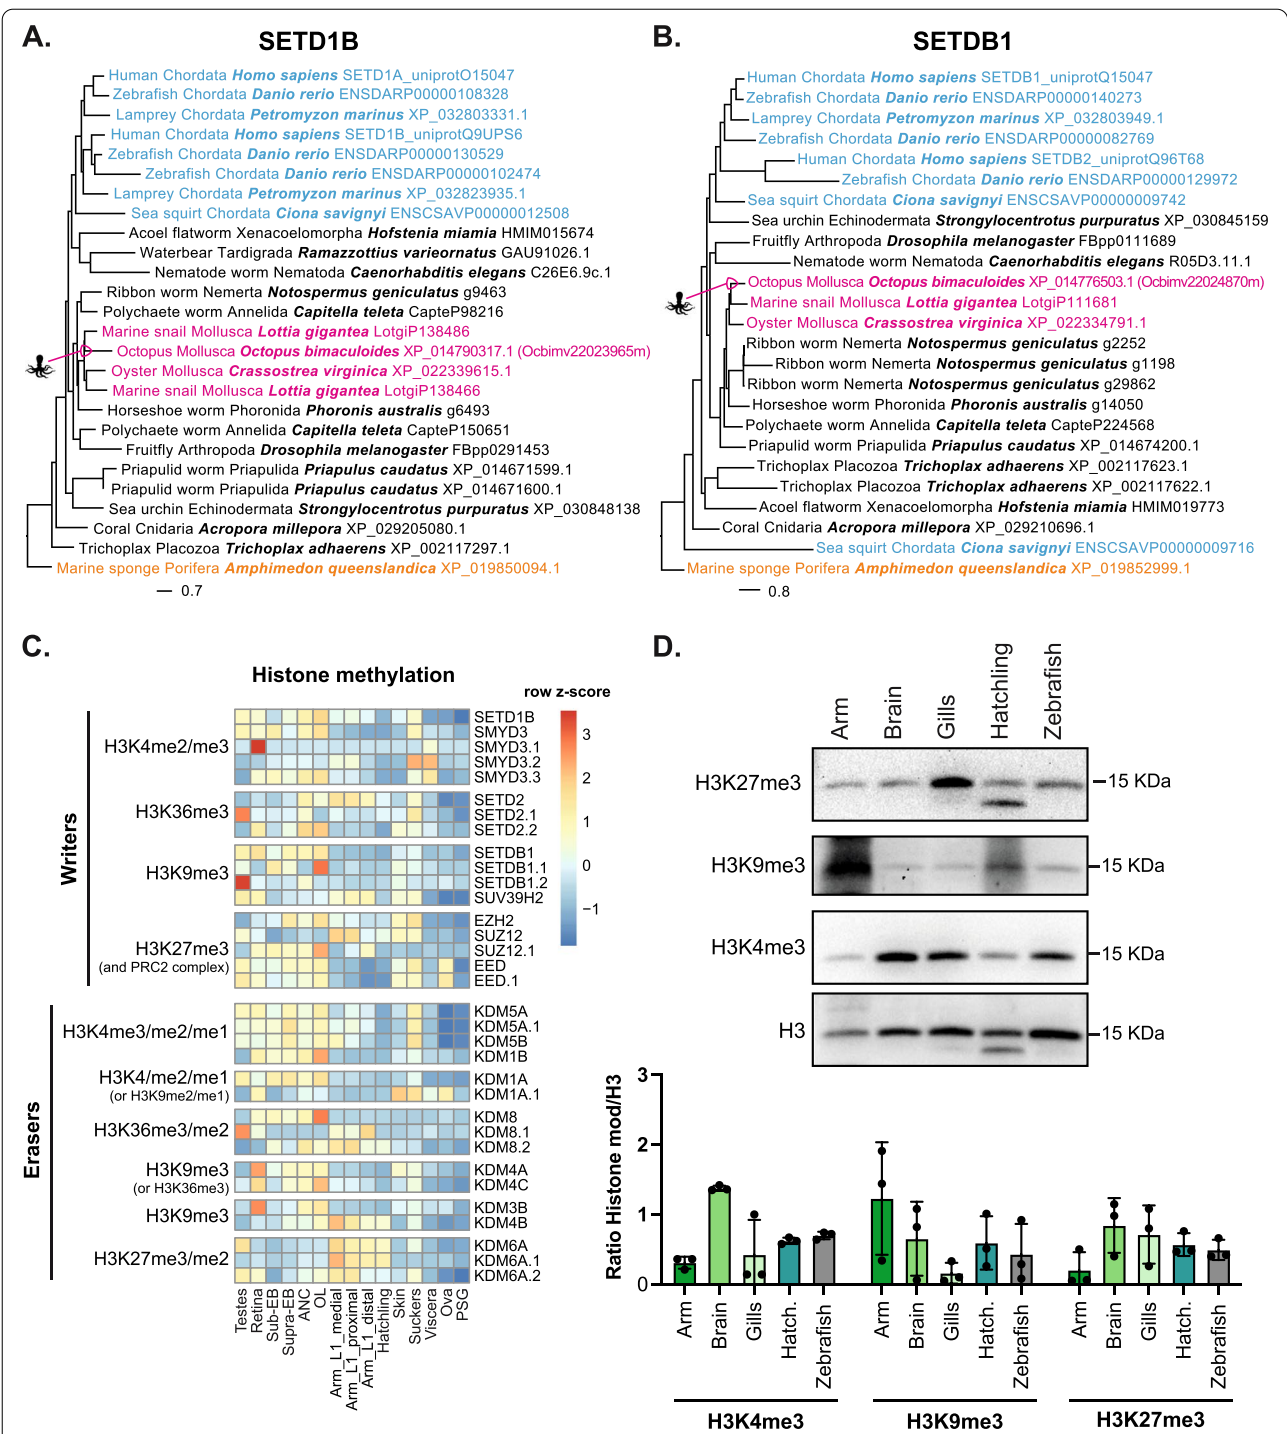 A.
SETD1B
Human Chordata Homo sapiens SETD1A_uniprotO15047
Zebrafish Chordata Danio rerio ENSDARP00000108328
Lamprey Chordata Petromyzon marinus XP_032803331.1
Human Chordata Homo sapiens SETD1B_uniprotQ9UPS6
Zebrafish Chordata Danio rerio ENSDARP00000130529
Zebrafish Chordata Danio rerio ENSDARP00000102474
Lamprey Chordata Petromyzon marinus XP_032823935.1
Sea squirt Chordata Ciona savignyi ENSCSAVP00000012508
Acoel flatworm Xenacoelomorpha Hofstenia miamia HMIM015674
Waterbear Tardigrada Ramazzottius varieornatus GAU91026.1
Nematode worm Nematoda Caenorhabditis elegans C26E6.9c.1
Ribbon worm Nemerta Notospermus geniculatus g9463
Polychaete worm Annelida Capitella teleta CapteP98216
Marine snail Mollusca Lottia gigantea LotgiP138486
Octopus Mollusca Octopus bimaculoides XP_014790317.1 (Ocbimv22023965m)
Oyster Mollusca Crassostrea virginica XP_022339615.1
Marine snail Mollusca Lottia gigantea LotgiP138466
Horseshoe worm Phoronida Phoronis australis g6493
Polychaete worm Annelida Capitella teleta CapteP150651
Fruitfly Arthropoda Drosophila melanogaster FBpp0291453
Priapulid worm Priapulida Priapulus caudatus XP_014671599.1
Priapulid worm Priapulida Priapulus caudatus XP_014671600.1
Sea urchin Echinodermata Strongylocentrotus purpuratus XP_030848138
Coral Cnidaria Acropora millepora XP_029205080.1
Trichoplax Placozoa Trichoplax adhaerens XP_002117297.1
Marine sponge Porifera Amphimedon queenslandica XP_019850094.1
0.7
B.
SETDB1
Human Chordata Homo sapiens SETDB1_uniprotQ15047
Zebrafish Chordata Danio rerio ENSDARP00000140273
Lamprey Chordata Petromyzon marinus XP_032803949.1
Zebrafish Chordata Danio rerio ENSDARP00000082769
Human Chordata Homo sapiens SETDB2_uniprotQ96T68
Zebrafish Chordata Danio rerio ENSDARP00000129972
Sea squirt Chordata Ciona savignyi ENSCSAVP00000009742
Sea urchin Echinodermata Strongylocentrotus purpuratus XP_030845159
Fruitfly Arthropoda Drosophila melanogaster FBpp0111689
Nematode worm Nematoda Caenorhabditis elegans R05D3.11.1
Octopus Mollusca Octopus bimaculoides XP_014776503.1 (Ocbimv22024870m)
Marine snail Mollusca Lottia gigantea LotgiP111681
Oyster Mollusca Crassostrea virginica XP_022334791.1
Ribbon worm Nemerta Notospermus geniculatus g2252
Ribbon worm Nemerta Notospermus geniculatus g1198
Ribbon worm Nemerta Notospermus geniculatus g29862
Horseshoe worm Phoronida Phoronis australis g14050
Polychaete worm Annelida Capitella teleta CapteP224568
Priapulid worm Priapulida Priapulus caudatus XP_014674200.1
Trichoplax Placozoa Trichoplax adhaerens XP_002117623.1
Trichoplax Placozoa Trichoplax adhaerens XP_002117622.1
Acoel flatworm Xenacoelomorpha Hofstenia miamia HMIM019773
Coral Cnidaria Acropora millepora XP_029210696.1
Sea squirt Chordata Ciona savignyi ENSCSAVP00000009716
Marine sponge Porifera Amphimedon queenslandica XP_019852999.1
0.8
C.
Histone methylation
row z-score
3
2
1
0
−1
Writers
H3K4me2/me3
SETD1B
SMYD3
SMYD3.1
SMYD3.2
SMYD3.3
H3K36me3
SETD2
SETD2.1
SETD2.2
H3K9me3
SETDB1
SETDB1.1
SETDB1.2
SUV39H2
H3K27me3
(and PRC2 complex)
EZH2
SUZ12
SUZ12.1
EED
EED.1
Erasers
H3K4me3/me2/me1
KDM5A
KDM5A.1
KDM5B
KDM1B
H3K4/me2/me1
(or H3K9me2/me1)
KDM1A
KDM1A.1
H3K36me3/me2
KDM8
KDM8.1
KDM8.2
H3K9me3
(or H3K36me3)
KDM4A
KDM4C
H3K9me3
KDM3B
KDM4B
H3K27me3/me2
KDM6A
KDM6A.1
KDM6A.2
Testes
Retina
Sub-EB
Supra-EB
ANC
OL
Arm_L1_medial
Arm_L1_proximal
Arm_L1_distal
Hatchling
Skin
Suckers
Viscera
Ova
PSG
D.
Arm
Brain
Gills
Hatchling
Zebrafish
H3K27me3
15 KDa
H3K9me3
15 KDa
H3K4me3
15 KDa
H3
15 KDa
Ratio Histone mod/H3
3
2
1
0
Arm
Brain
Gills
Hatch.
Zebrafish
Arm
Brain
Gills
Hatch.
Zebrafish
Arm
Brain
Gills
Hatch.
Zebrafish
H3K4me3
H3K9me3
H3K27me3